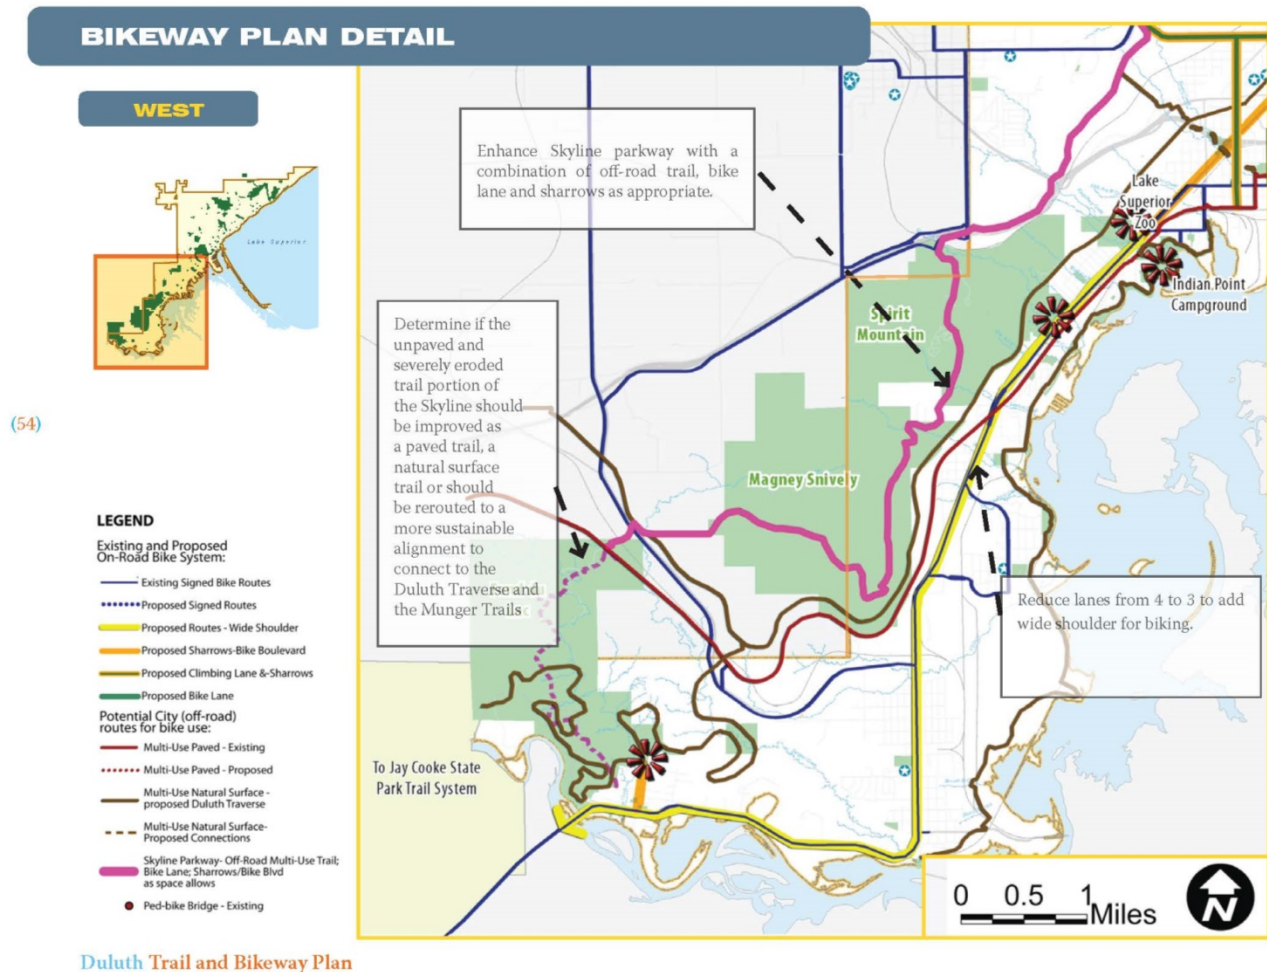 BIKEWAY PLAN DETAIL
WEST
Lake Superior
(54)
LEGEND
Existing and Proposed
On-Road Bike System:
Existing Signed Bike Routes
Proposed Signed Routes
Proposed Routes - Wide Shoulder
Proposed Sharrows-Bike Boulevard
Proposed Climbing Lane &-Sharrows
Proposed Bike Lane
Potential City (off-road)
routes for bike use:
Multi-Use Paved - Existing
Multi-Use Paved - Proposed
Multi-Use Natural Surface -
proposed Duluth Traverse
Multi-Use Natural Surface-
Proposed Connections
Skyline Parkway- Off-Road Multi-Use Trail;
Bike Lane; Sharrows/Bike Blvd
as space allows
Ped-bike Bridge - Existing
Enhance Skyline parkway with a
combination of off-road trail, bike
lane and sharrows as appropriate.
Determine if the
unpaved and
severely eroded
trail portion of
the Skyline should
be improved as
a paved trail, a
natural surface
trail or should
be rerouted to a
more sustainable
alignment to
connect to the
Duluth Traverse and
the Munger Trails
Lake
Superior
Zoo
Indian Point
Campground
Spirit
Mountain
Magney Snively
Reduce lanes from 4 to 3 to add
wide shoulder for biking.
To Jay Cooke State
Park Trail System
0 0.5 1
Miles
N
Duluth Trail and Bikeway Plan